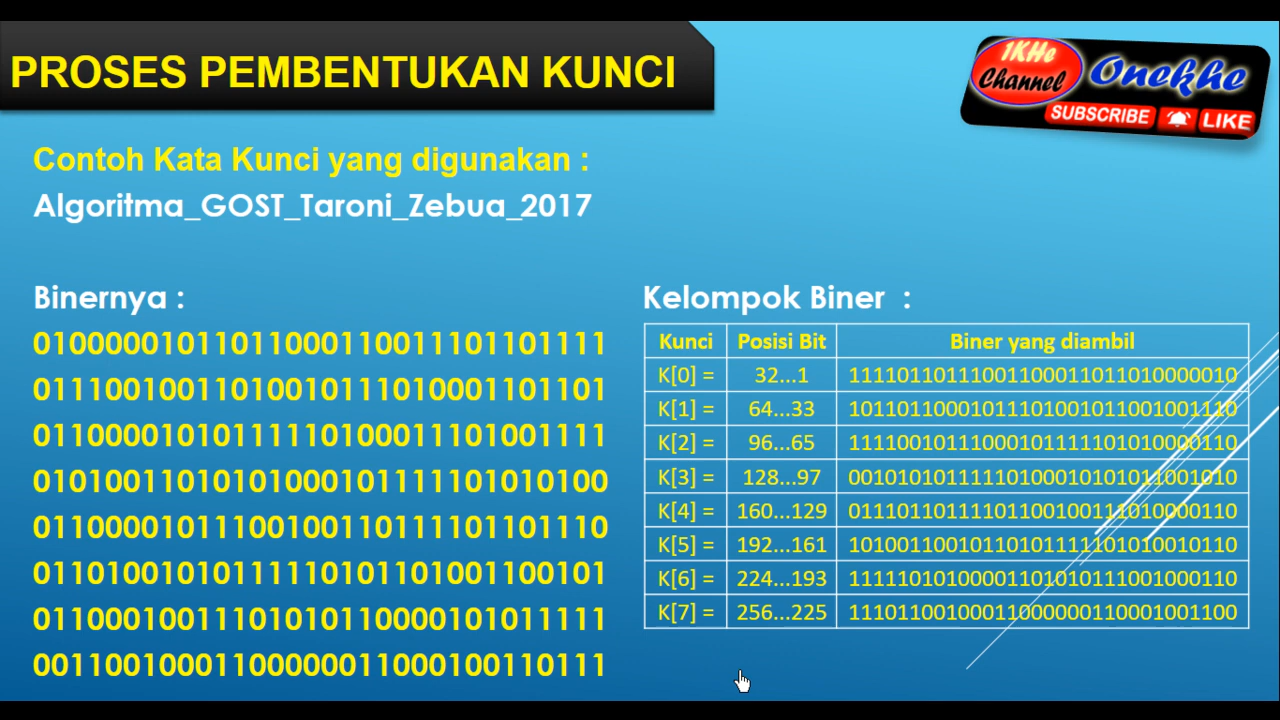 PROSES PEMBENTUKAN KUNCI
1KHe
Channel
Onekhe
SUBSCRIBE
LIKE
Contoh Kata Kunci yang digunakan :
Algoritma_GOST_Taroni_Zebua_2017
Binernya :
01000001011011000110011101101111
01110010011010010111010001101101
01100001010111110100011101001111
01010011010101000101111101010100
01100001011100100110111101101110
01101001010111110101101001100101
01100010011101010110000101011111
00110010001100000011000100110111
Kelompok Biner :
Kunci Posisi Bit Biner yang diambil
K[0] = 32...1 11110110111001100011011010000010
K[1] = 64...33 10110110001011101001011001001110
K[2] = 96...65 11110010111000101111101010000110
K[3] = 128...97 00101010111110100010101011001010
K[4] = 160...129 01110110111101100100111010000110
K[5] = 192...161 10100110010110101111101010010110
K[6] = 224...193 11111010100001101010111001000110
K[7] = 256...225 11101100100011000000110001001100